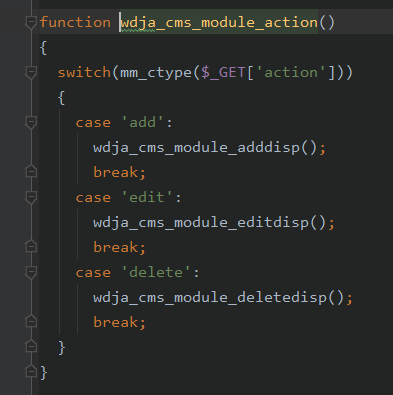 function wdja_cms_module_action()
{
switch(mm_ctype($_GET['action']))
{
case 'add':
wdja_cms_module_adddisp();
break;
case 'edit':
wdja_cms_module_editdisp();
break;
case 'delete':
wdja_cms_module_deletedisp();
break;
}
}